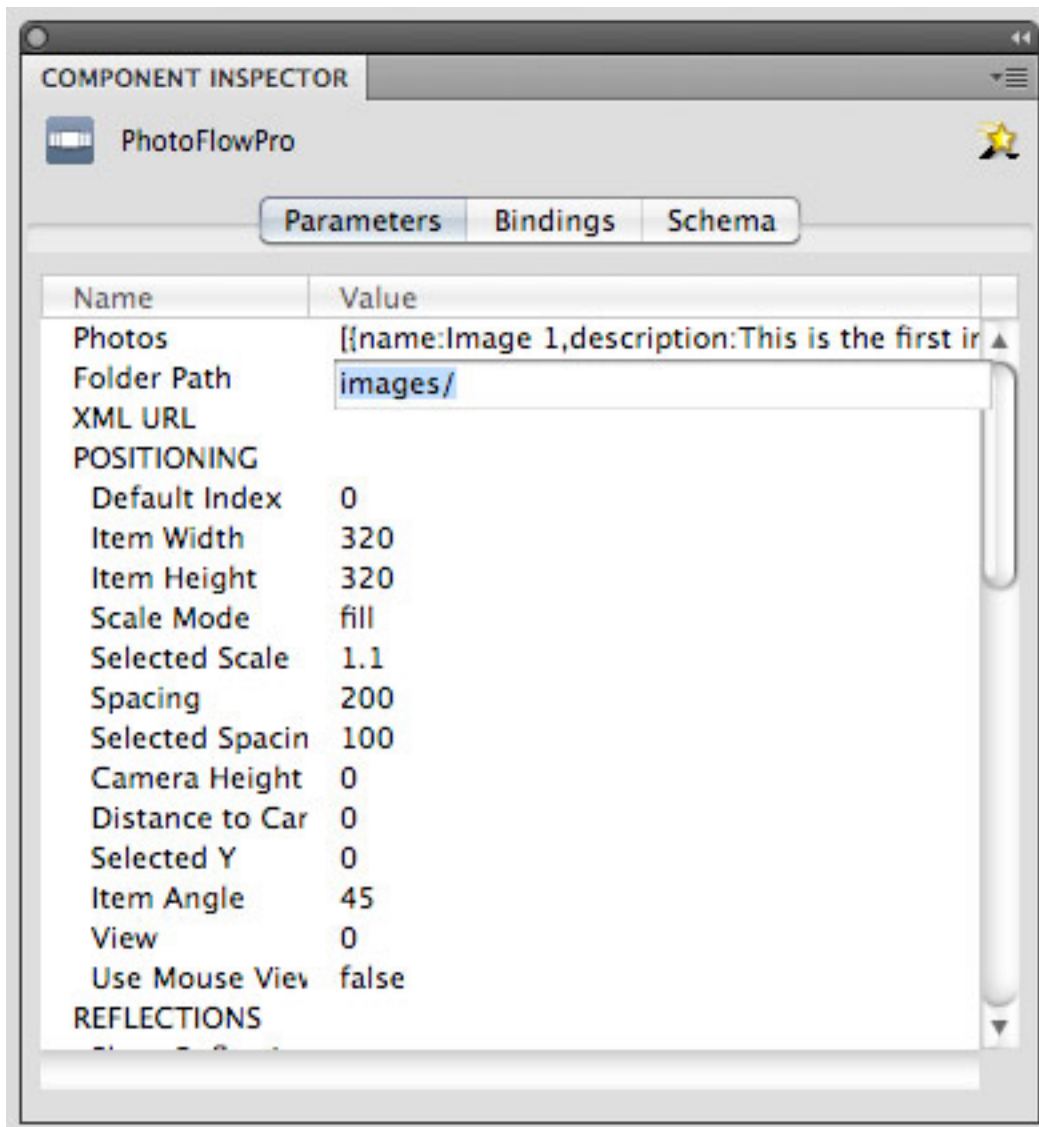 COMPONENT INSPECTOR
PhotoFlowPro
Parameters Bindings Schema
Name Value
Photos [{name:Image 1,description:This is the first
Folder Path images/
XML URL
POSITIONING
Default Index 0
Item Width 320
Item Height 320
Scale Mode fill
Selected Scale 1.1
Spacing 200
Selected Spacin 100
Camera Height 0
Distance to 0
Selected Y 0
Item Angle 45
View 0
Use Mouse false
REFLECTIONS